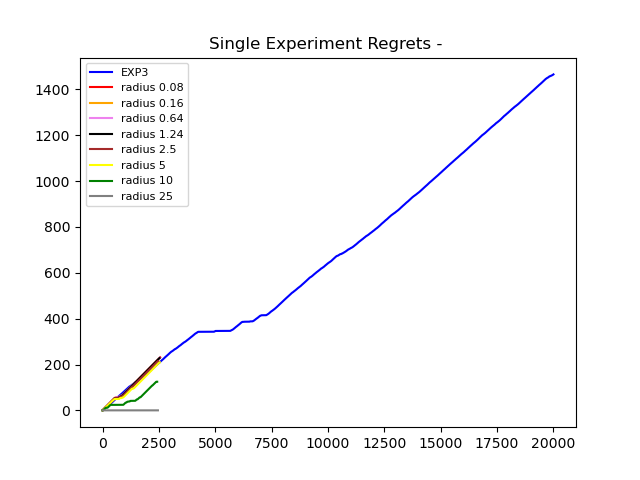 Single Experiment Regrets -
EXP3
radius 0.08
radius 0.16
radius 0.64
radius 1.24
radius 2.5
radius 5
radius 10
radius 25
1400
1200
1000
800
600
400
200
0
0 2500 5000 7500 10000 12500 15000 17500 20000